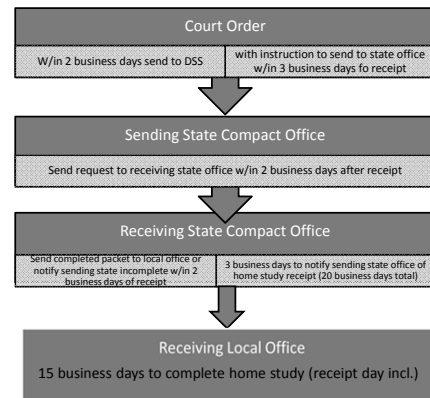 Court Order
W/in 2 business days send to DSS
with instruction to send to state office
w/in 3 business days fo receipt
Sending State Compact Office
Send request to receiving state office w/in 2 business days after receipt
Receiving State Compact Office
Send completed packet to local office or
notify sending state incomplete w/in 2
business days of receipt
3 business days to notify sending state office of
home study receipt (20 business days total)
Receiving Local Office
15 business days to complete home study (receipt day incl.)